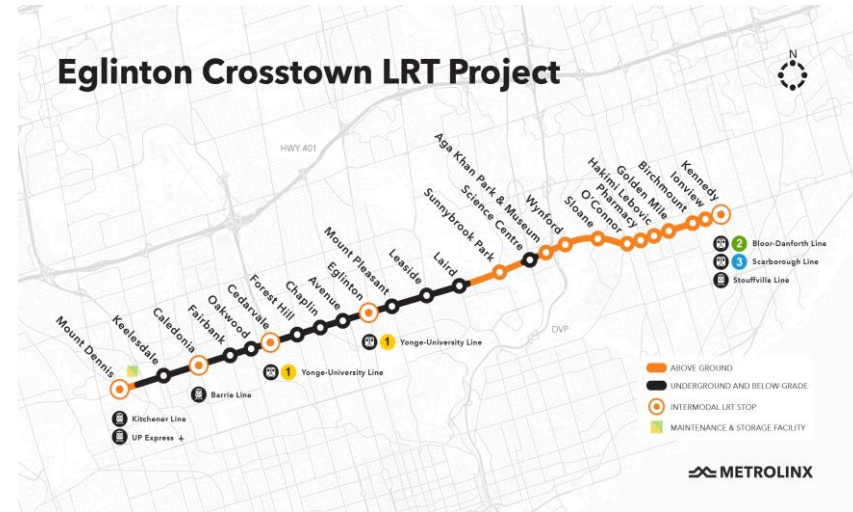 Eglinton Crosstown LRT Project
N
HWY 401
Mount Dennis
Keelesdale
Caledonia
Fairbank
Oakwood
Cedarvale
Forest Hill
Chaplin
Avenue
Eglinton
Mount Pleasant
Leaside
Laird
Sunnybrook Park
Science Centre
Aga Khan Park & Museum
Wynford
Sloane
O'Connor
Pharmacy
Hakimi Lebovic
Golden Mile
Birchmount
Ionview
Kennedy
2 Bloor-Danforth Line
3 Scarborough Line
Stouffville Line
DVP
1 Yonge-University Line
1 Yonge-University Line
Barrie Line
Kitchener Line
UP Express
ABOVE GROUND
UNDERGROUND AND BELOW-GRADE
INTERMODAL LRT STOP
MAINTENANCE & STORAGE FACILITY
METROLINX